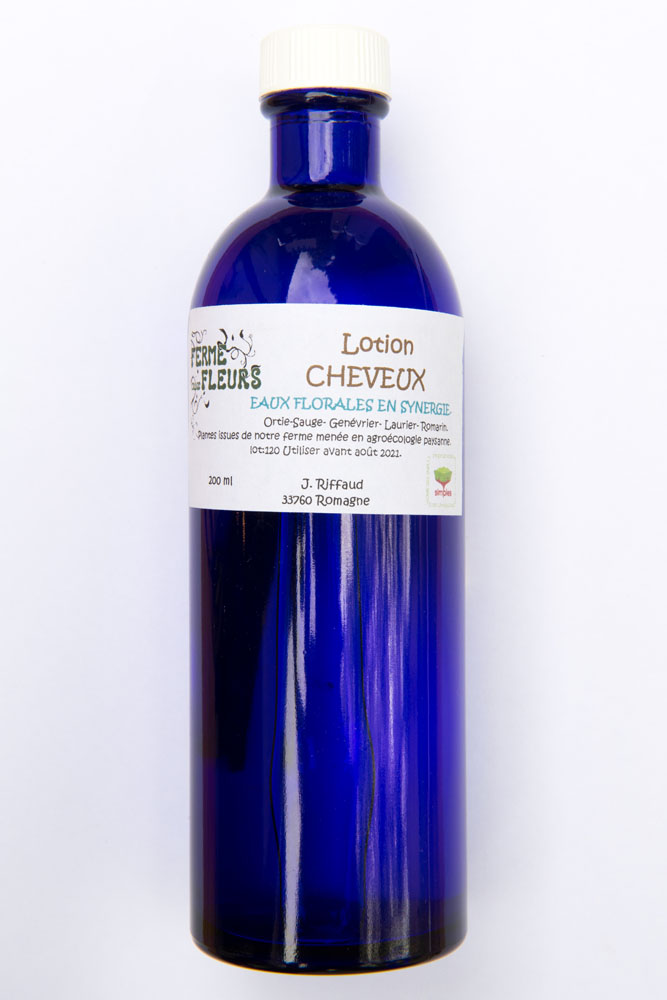 FERME
aux FLEURS
Lotion
CHEVEUX
EAUX FLORALES EN SYNERGIE.
Ortie-Sauge- Genévrier- Laurier- Romarin.
Plantes issues de notre ferme menée en agroécologie paysanne.
lot:120 Utiliser avant août 2021.
200 ml
J. Riffaud
33760 Romagne
simples